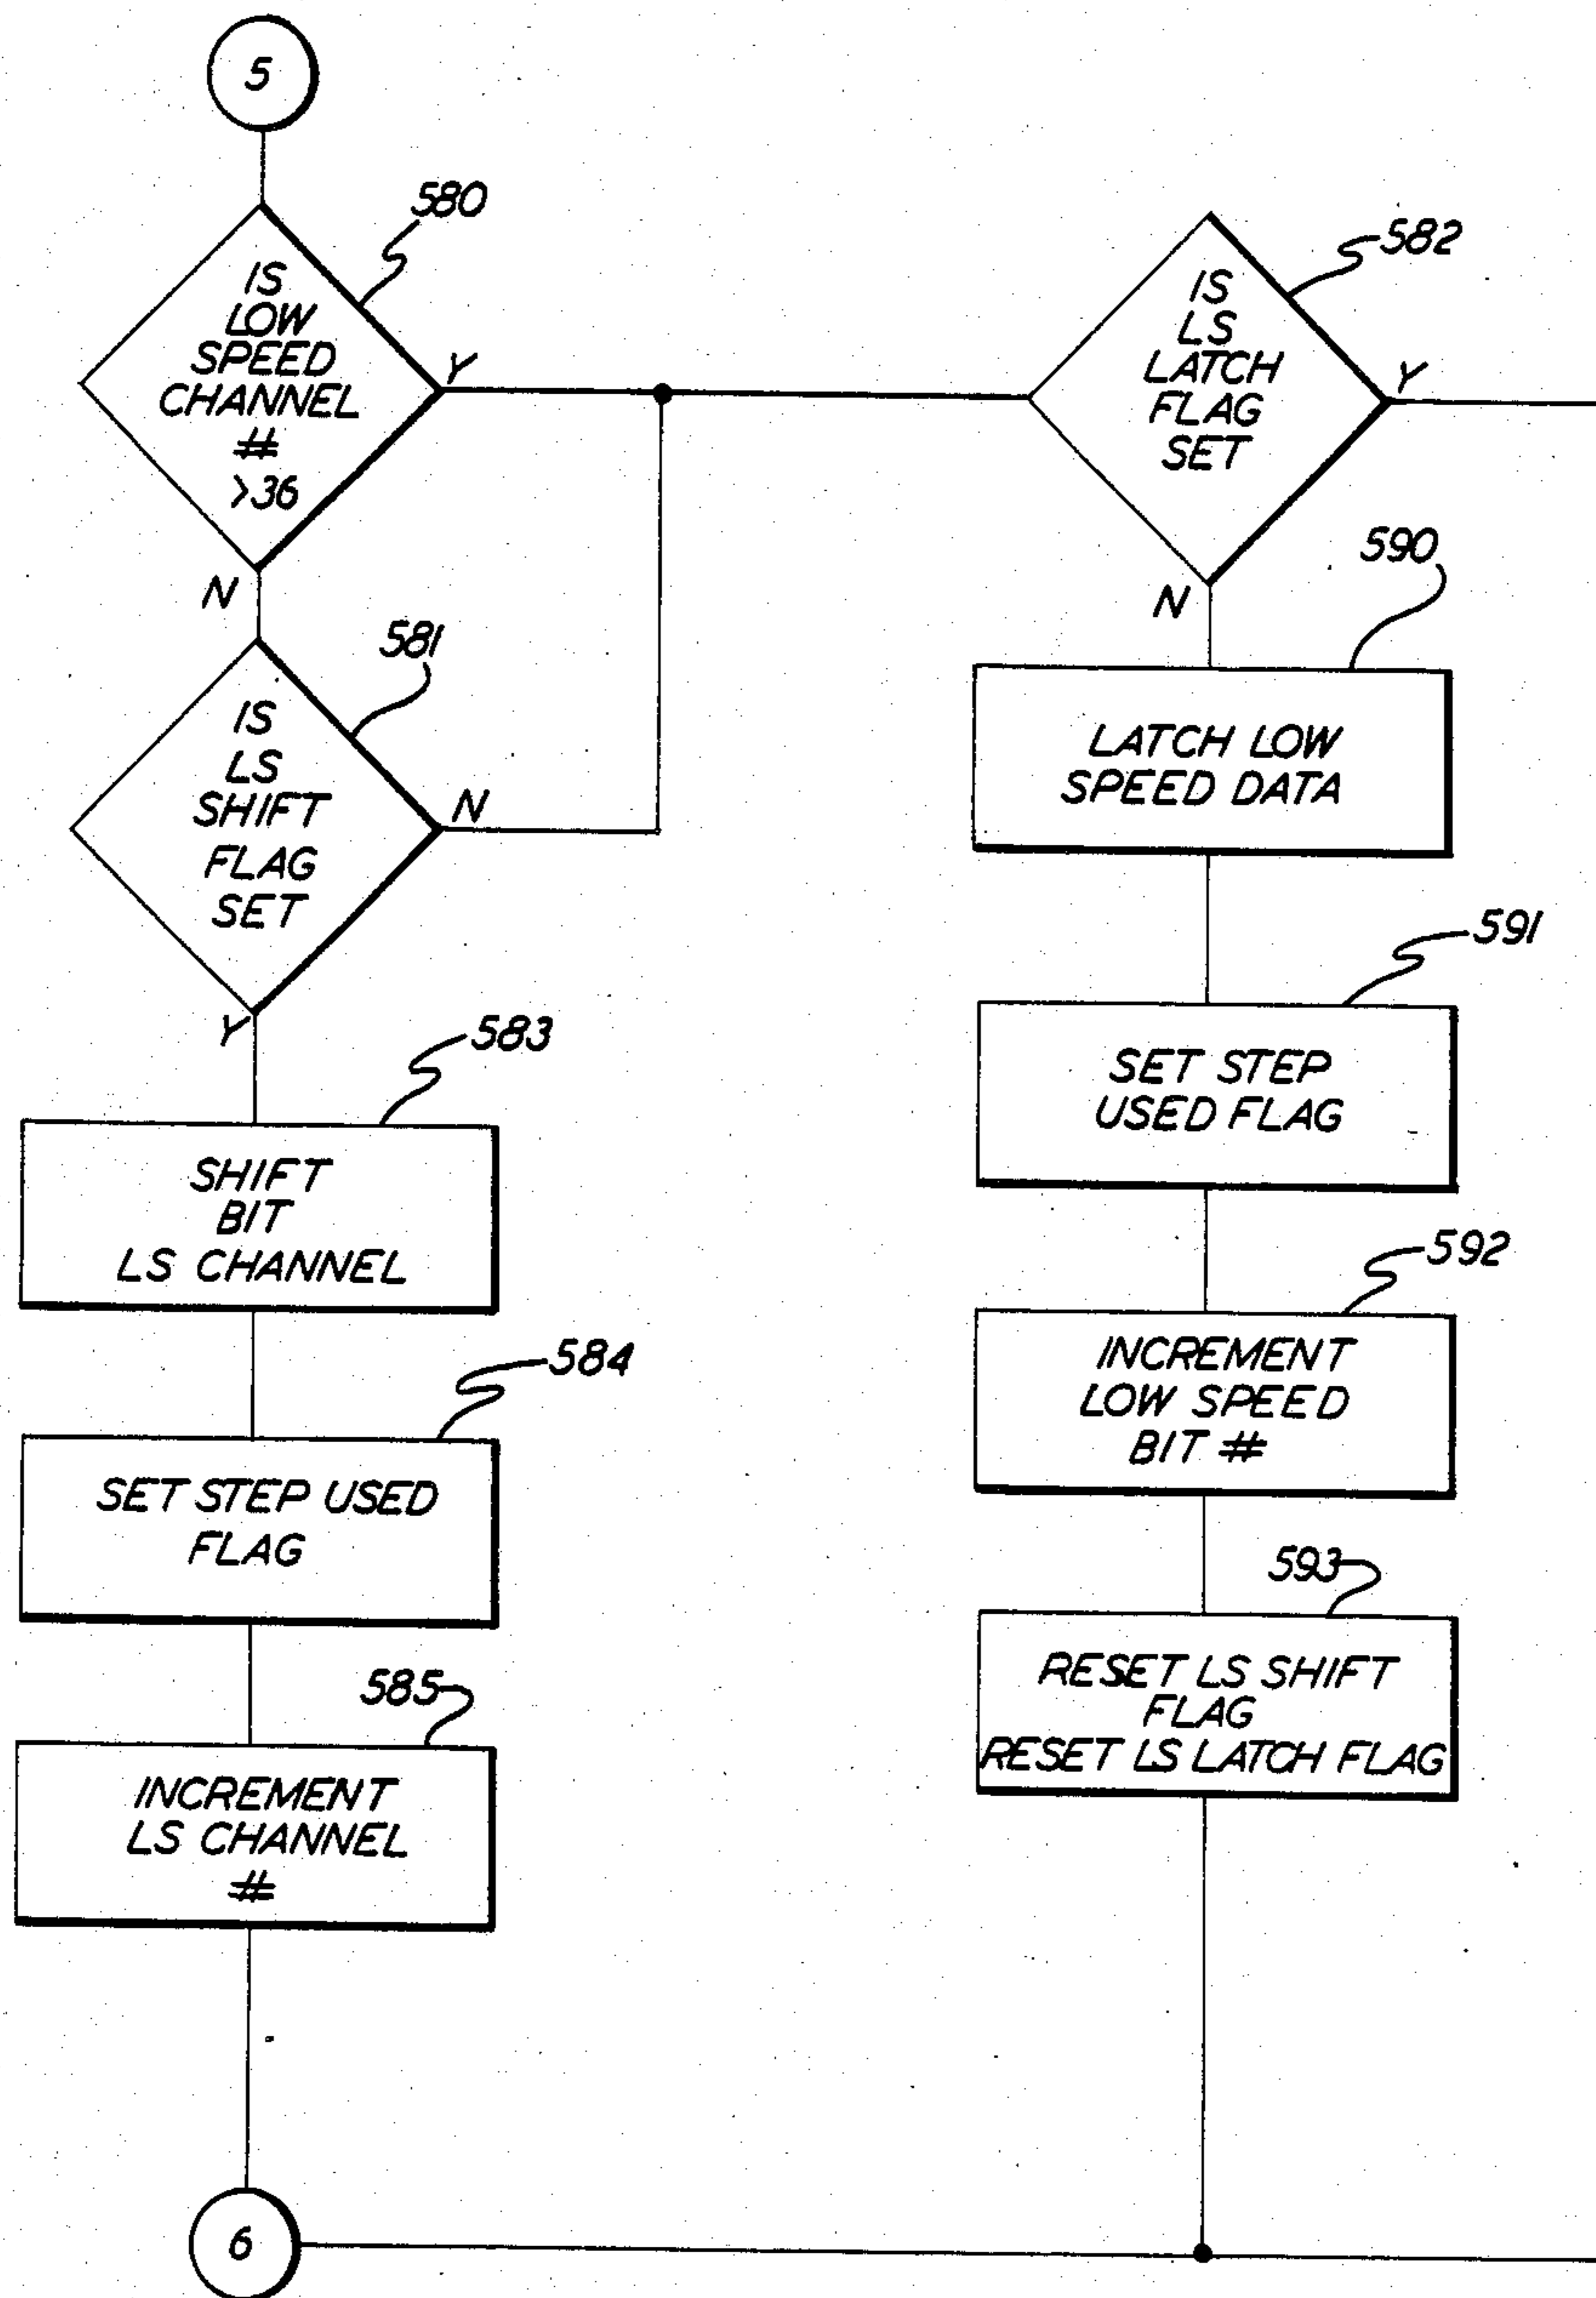 5
580
IS
LOW
SPEED
CHANNEL
#
>36
Y
N
581
IS
LS
SHIFT
FLAG
SET
N
Y
583
SHIFT
BIT
LS CHANNEL
584
SET STEP USED
FLAG
585
INCREMENT
LS CHANNEL
#
6
582
IS
LS
LATCH
FLAG
SET
Y
N
590
LATCH LOW
SPEED DATA
591
SET STEP
USED FLAG
592
INCREMENT
LOW SPEED
BIT #
593
RESET LS SHIFT
FLAG
RESET LS LATCH FLAG